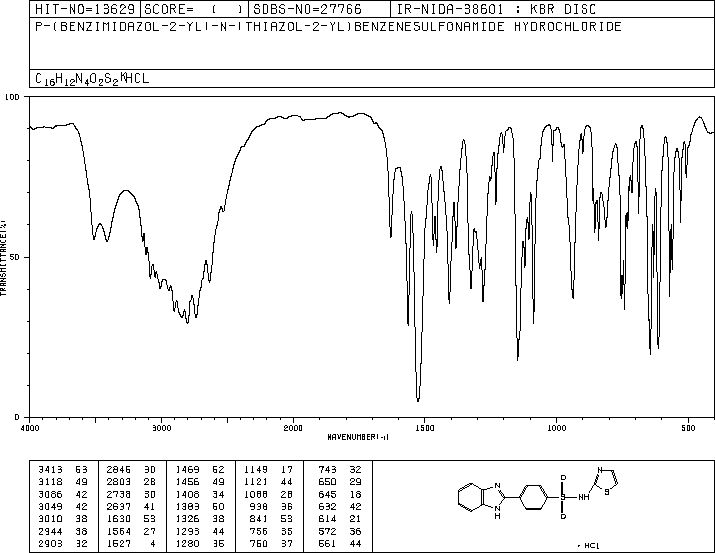 HIT-NO=13629 SCORE= ( ) SDBS-NO=27766 IR-NIDA-38601 : KBR DISC
P-(BENZIMIDAZOL-2-YL)-N-(THIAZOL-2-YL)BENZENESULFONAMIDE HYDROCHLORIDE
C16H12N4O2S2·HCL
100
50
0
TRANSMITTANCE(%)
4000 3000 2000 1500 1000 500
WAVENUMBER(-1)
3413 53 2846 30 1469 52 1149 17 743 32
3118 49 2803 28 1456 49 1121 44 650 29
3086 42 2738 30 1408 34 1088 28 645 18
3049 42 2637 41 1383 50 938 36 632 42
3010 38 1630 53 1326 38 841 53 614 21
2944 38 1564 27 1293 44 756 35 572 36
2903 32 1527 4 1280 35 750 37 561 44
N
N
H
O
S
O
NH
N
S
· HCl